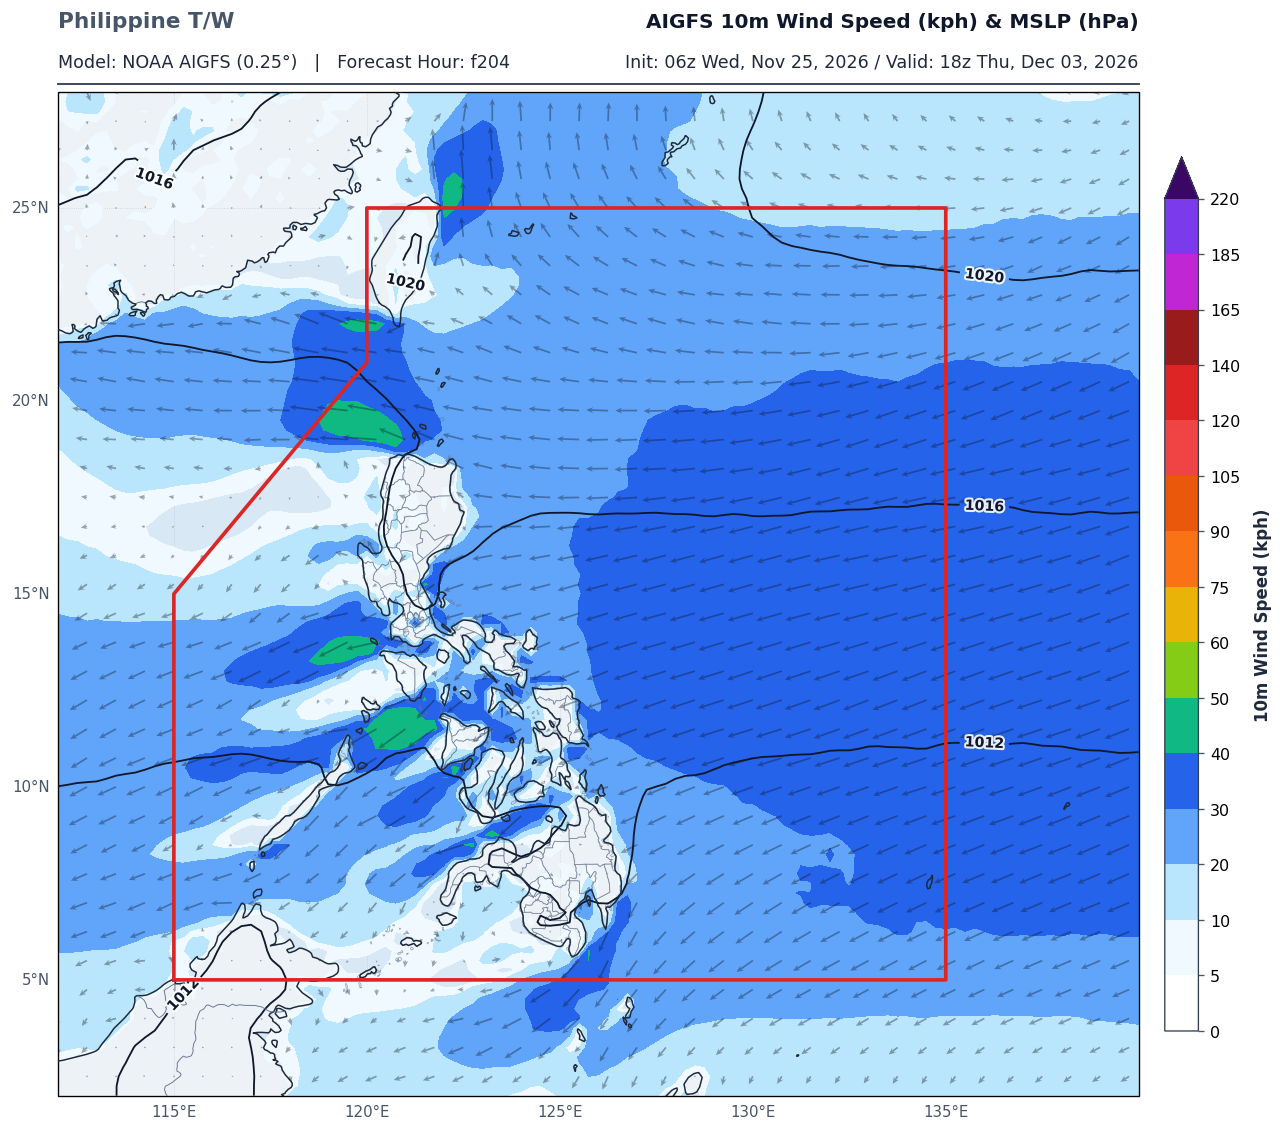 Philippine T/W
AIGFS 10m Wind Speed (kph) & MSLP (hPa)
Model: NOAA AIGFS (0.25°) | Forecast Hour: f204
Init: 06z Wed, Nov 25, 2026 / Valid: 18z Thu, Dec 03, 2026
1016
1020
1020
1016
1012
1012
25°N
20°N
15°N
10°N
5°N
115°E
120°E
125°E
130°E
135°E
220
185
165
140
120
105
90
75
60
50
40
30
20
10
5
0
10m Wind Speed (kph)